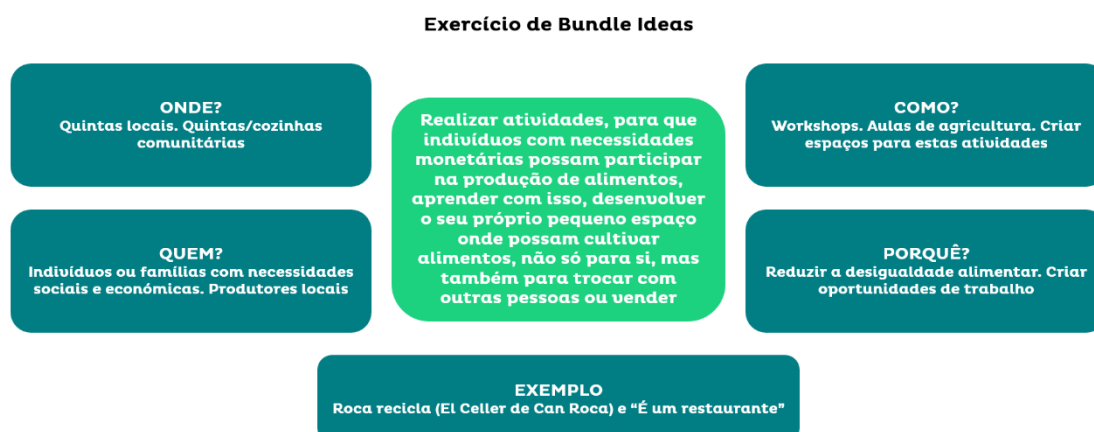 Exercício de Bundle Ideas
ONDE?
Quintas locais. Quintas/cozinhas
comunitárias
QUEM?
Indivíduos ou famílias com necessidades
sociais e económicas. Produtores locais
Realizar atividades, para que
indivíduos com necessidades
monetárias possam participar
na produção de alimentos,
aprender com isso, desenvolver
o seu próprio pequeno espaço
onde possam cultivar
alimentos, não só para si, mas
também para trocar com
outras pessoas ou vender
COMO?
Workshops. Aulas de agricultura. Criar
espaços para estas atividades
PORQUÊ?
Reduzir a desigualdade alimentar. Criar
oportunidades de trabalho
EXEMPLO
Roca recicla (El Celler de Can Roca) e “É um restaurante”